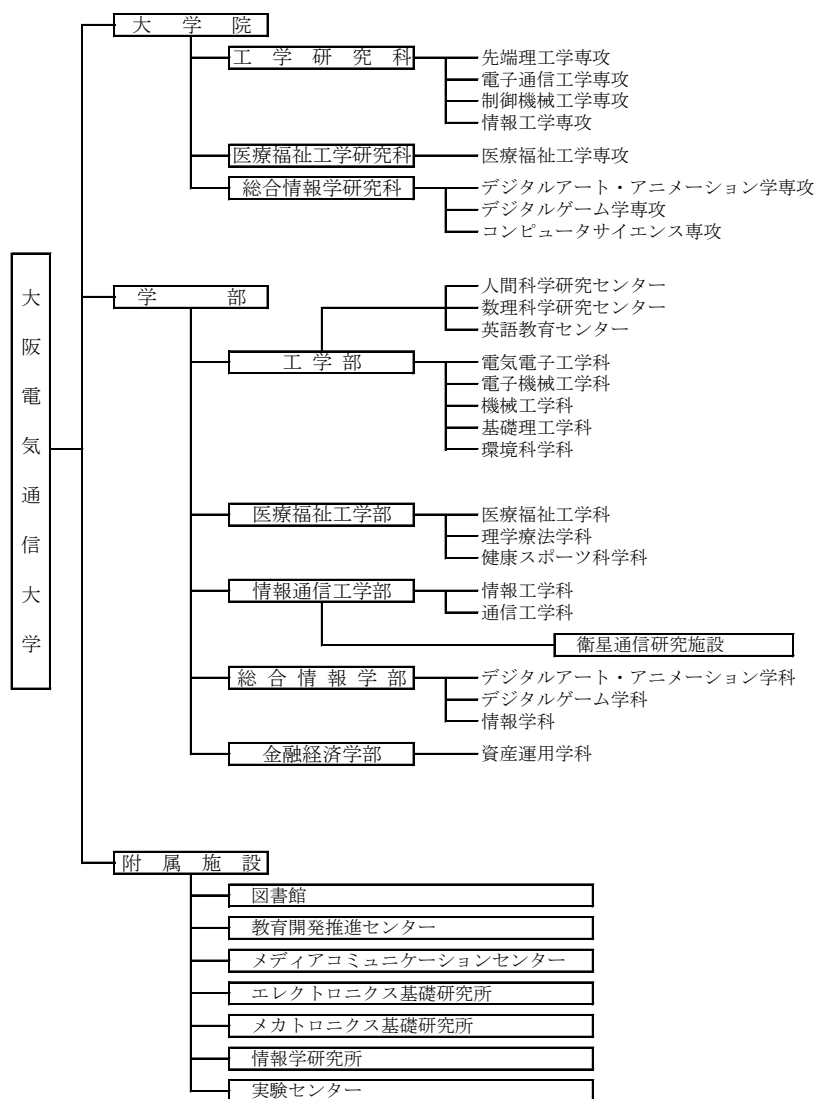 大阪電気通信大学
大学院
工学研究科
先端理工学専攻
電子通信工学専攻
制御機械工学専攻
情報工学専攻
医療福祉工学研究科
医療福祉工学専攻
総合情報学研究科
デジタルアート・アニメーション学専攻
デジタルゲーム学専攻
コンピュータサイエンス専攻
学部
人間科学研究センター
数理科学研究センター
英語教育センター
工学部
電気電子工学科
電子機械工学科
機械工学科
基礎理工学科
環境科学科
医療福祉工学部
医療福祉工学科
理学療法学科
健康スポーツ科学科
情報通信工学部
情報工学科
通信工学科
衛星通信研究施設
総合情報学部
デジタルアート・アニメーション学科
デジタルゲーム学科
情報学科
金融経済学部
資産運用学科
附属施設
図書館
教育開発推進センター
メディアコミュニケーションセンター
エレクトロニクス基礎研究所
メカトロニクス基礎研究所
情報学研究所
実験センター